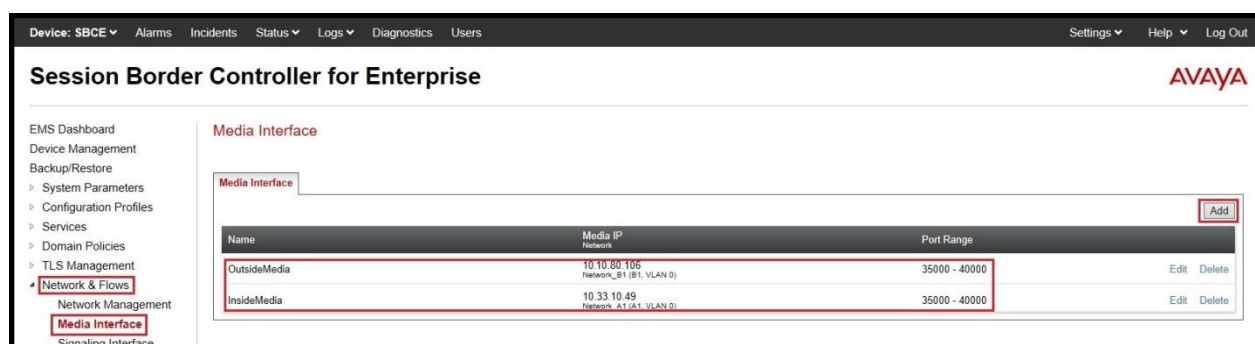 Device: SBCE Alarms Incidents Status Logs Diagnostics Users Settings Help Log Out
Session Border Controller for Enterprise
AVAYA
EMS Dashboard
Device Management
Backup/Restore
System Parameters
Configuration Profiles
Services
Domain Policies
TLS Management
Network & Flows
Network Management
Media Interface
Signaling Interface
Media Interface
Media Interface
Add
Name Media IP Port Range
Network
OutsideMedia 10.10.80.106 35000 - 40000 Edit Delete
Network_B1 (B1, VLAN 0)
InsideMedia 10.33.10.49 35000 - 40000 Edit Delete
Network_A1 (A1, VLAN 0)